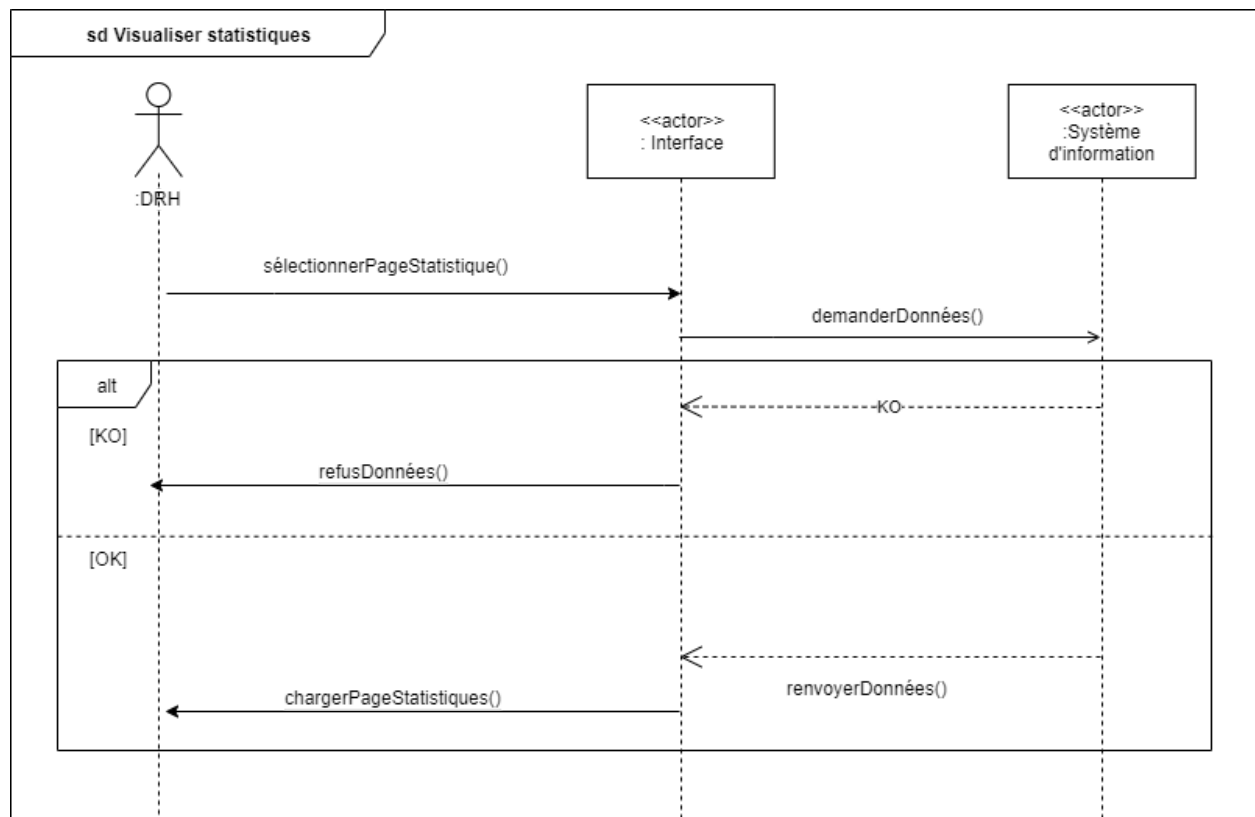 sd Visualiser statistiques
:DRH
<<actor>>
: Interface
<<actor>>
:Système
d'information
sélectionnerPageStatistique()
demanderDonnées()
alt
KO
[KO]
refusDonnées()
[OK]
renvoyerDonnées()
chargerPageStatistiques()